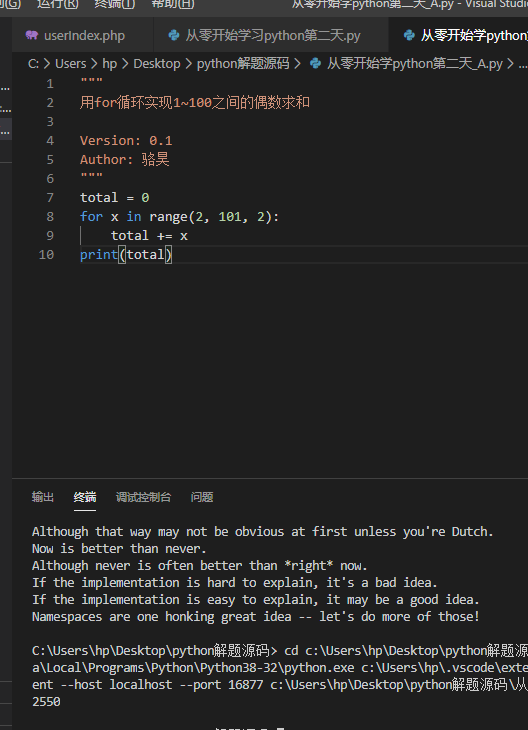 运行(R) 终端(T) 帮助(H) 从零开始学python第二天_A.py - Visual Studio
userIndex.php 从零开始学习python第二天.py 从零开始学python
C: > Users > hp > Desktop > python解题源码 > 从零开始学python第二天_A.py > ...
1 """
2 用for循环实现1~100之间的偶数求和
3
4 Version: 0.1
5 Author: 骆昊
6 """
7 total = 0
8 for x in range(2, 101, 2):
9 total += x
10 print(total)
输出 终端 调试控制台 问题
Although that way may not be obvious at first unless you're Dutch.
Now is better than never.
Although never is often better than *right* now.
If the implementation is hard to explain, it's a bad idea.
If the implementation is easy to explain, it may be a good idea.
Namespaces are one honking great idea -- let's do more of those!
C:\Users\hp\Desktop\python解题源码> cd c:\Users\hp\Desktop\python解题源
a\Local\Programs\Python\Python38-32\python.exe c:\Users\hp\.vscode\exte
ent --host localhost --port 16877 c:\Users\hp\Desktop\python解题源码\从
2550